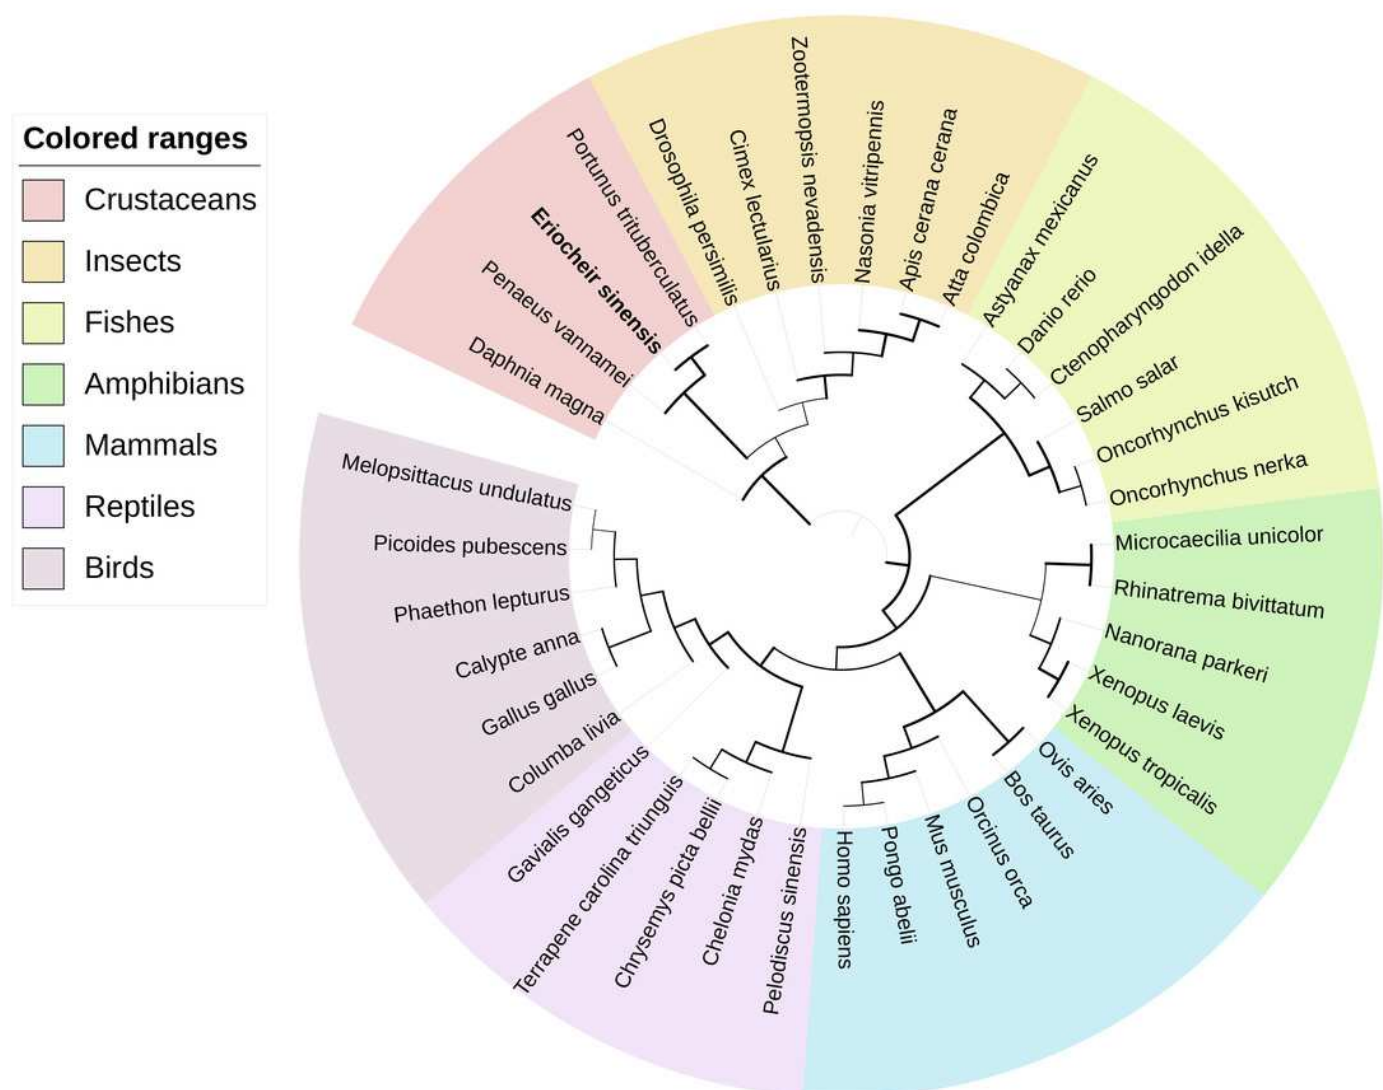 Colored ranges
Crustaceans
Insects
Fishes
Amphibians
Mammals
Reptiles
Birds
Daphnia magna
Penaeus vannamei
Eriocheir sinensis
Portunus trituberculatus
Drosophila persimilis
Cimex lectularius
Zootermopsis nevadensis
Nasonia vitripennis
Apis cerana cerana
Atta colombica
Astyanax mexicanus
Danio rerio
Ctenopharyngodon idella
Salmo salar
Oncorhynchus kisutch
Oncorhynchus nerka
Microcaecilia unicolor
Rhinatrema bivittatum
Nanorana parkeri
Xenopus laevis
Xenopus tropicalis
Ovis aries
Bos taurus
Orcinus orca
Mus musculus
Pongo abelii
Homo sapiens
Pelodiscus sinensis
Chelonia mydas
Chrysemys picta bellii
Terrapene carolina triunguis
Gavialis gangeticus
Columba livia
Gallus gallus
Calypte anna
Phaethon lepturus
Picoides pubescens
Melopsittacus undulatus